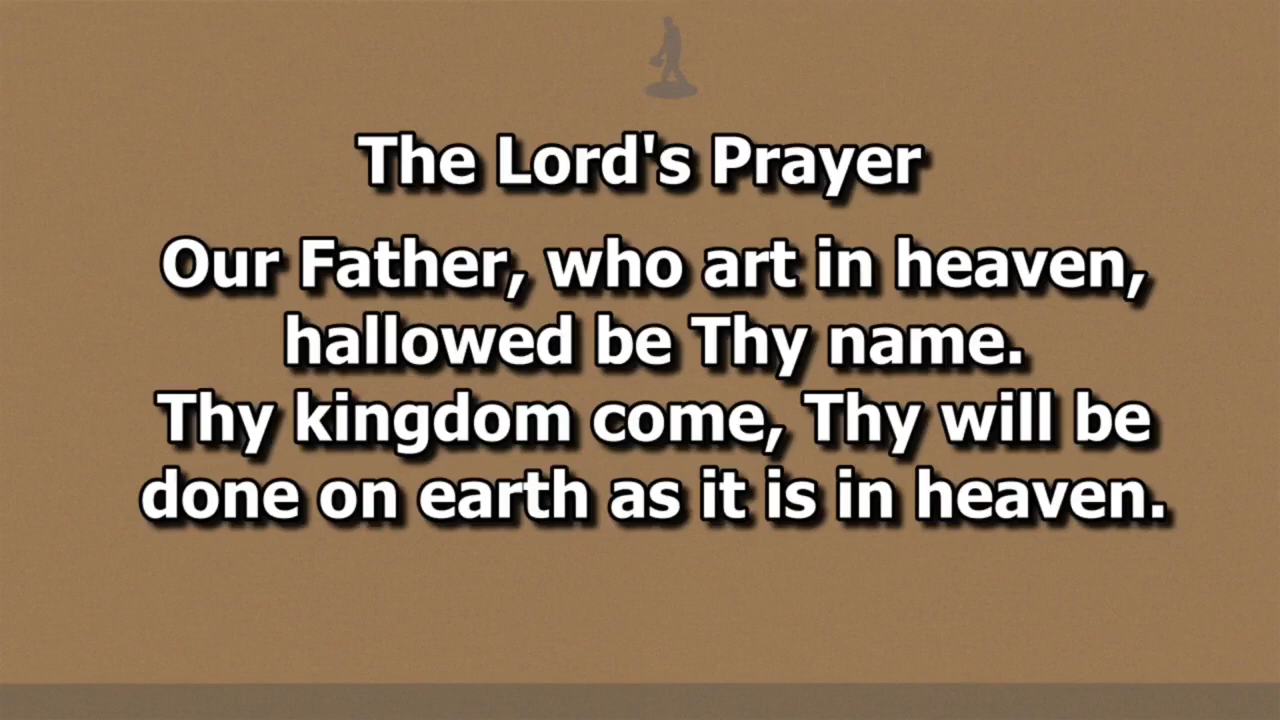 The Lord's Prayer
Our Father, who art in heaven,
hallowed be Thy name.
Thy kingdom come, Thy will be
done on earth as it is in heaven.